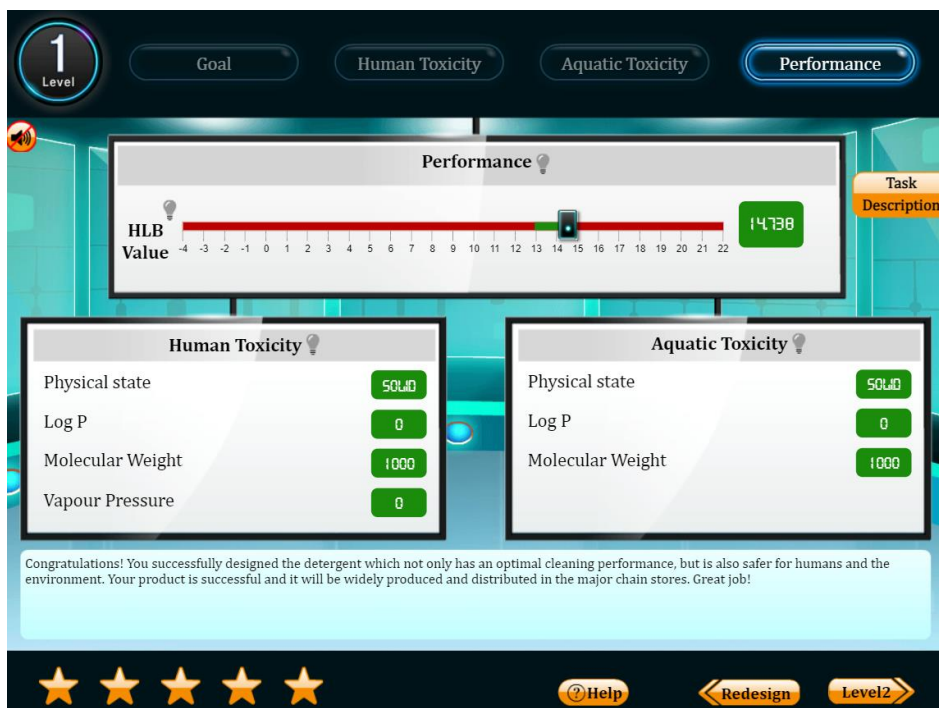 1
Level
Goal
Human Toxicity
Aquatic Toxicity
Performance
Performance
Task
Description
HLB
Value
-4 -3 -2 -1 0 1 2 3 4 5 6 7 8 9 10 11 12 13 14 15 16 17 18 19 20 21 22
14.738
Human Toxicity
Physical state SOLID
Log P 0
Molecular Weight 1000
Vapour Pressure 0
Aquatic Toxicity
Physical state SOLID
Log P 0
Molecular Weight 1000
Congratulations! You successfully designed the detergent which not only has an optimal cleaning performance, but is also safer for humans and the
environment. Your product is successful and it will be widely produced and distributed in the major chain stores. Great job!
?Help
Redesign
Level2